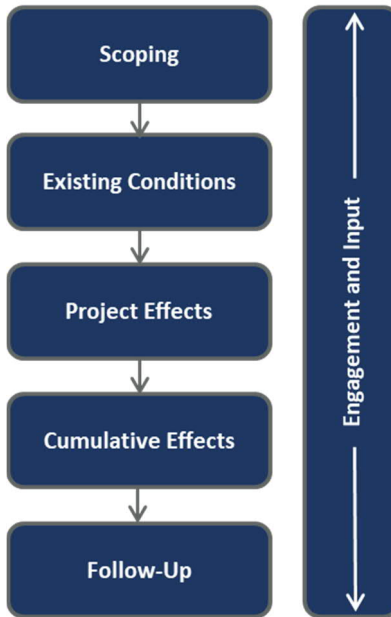 Scoping
Existing Conditions
Project Effects
Cumulative Effects
Follow-Up
Engagement and Input